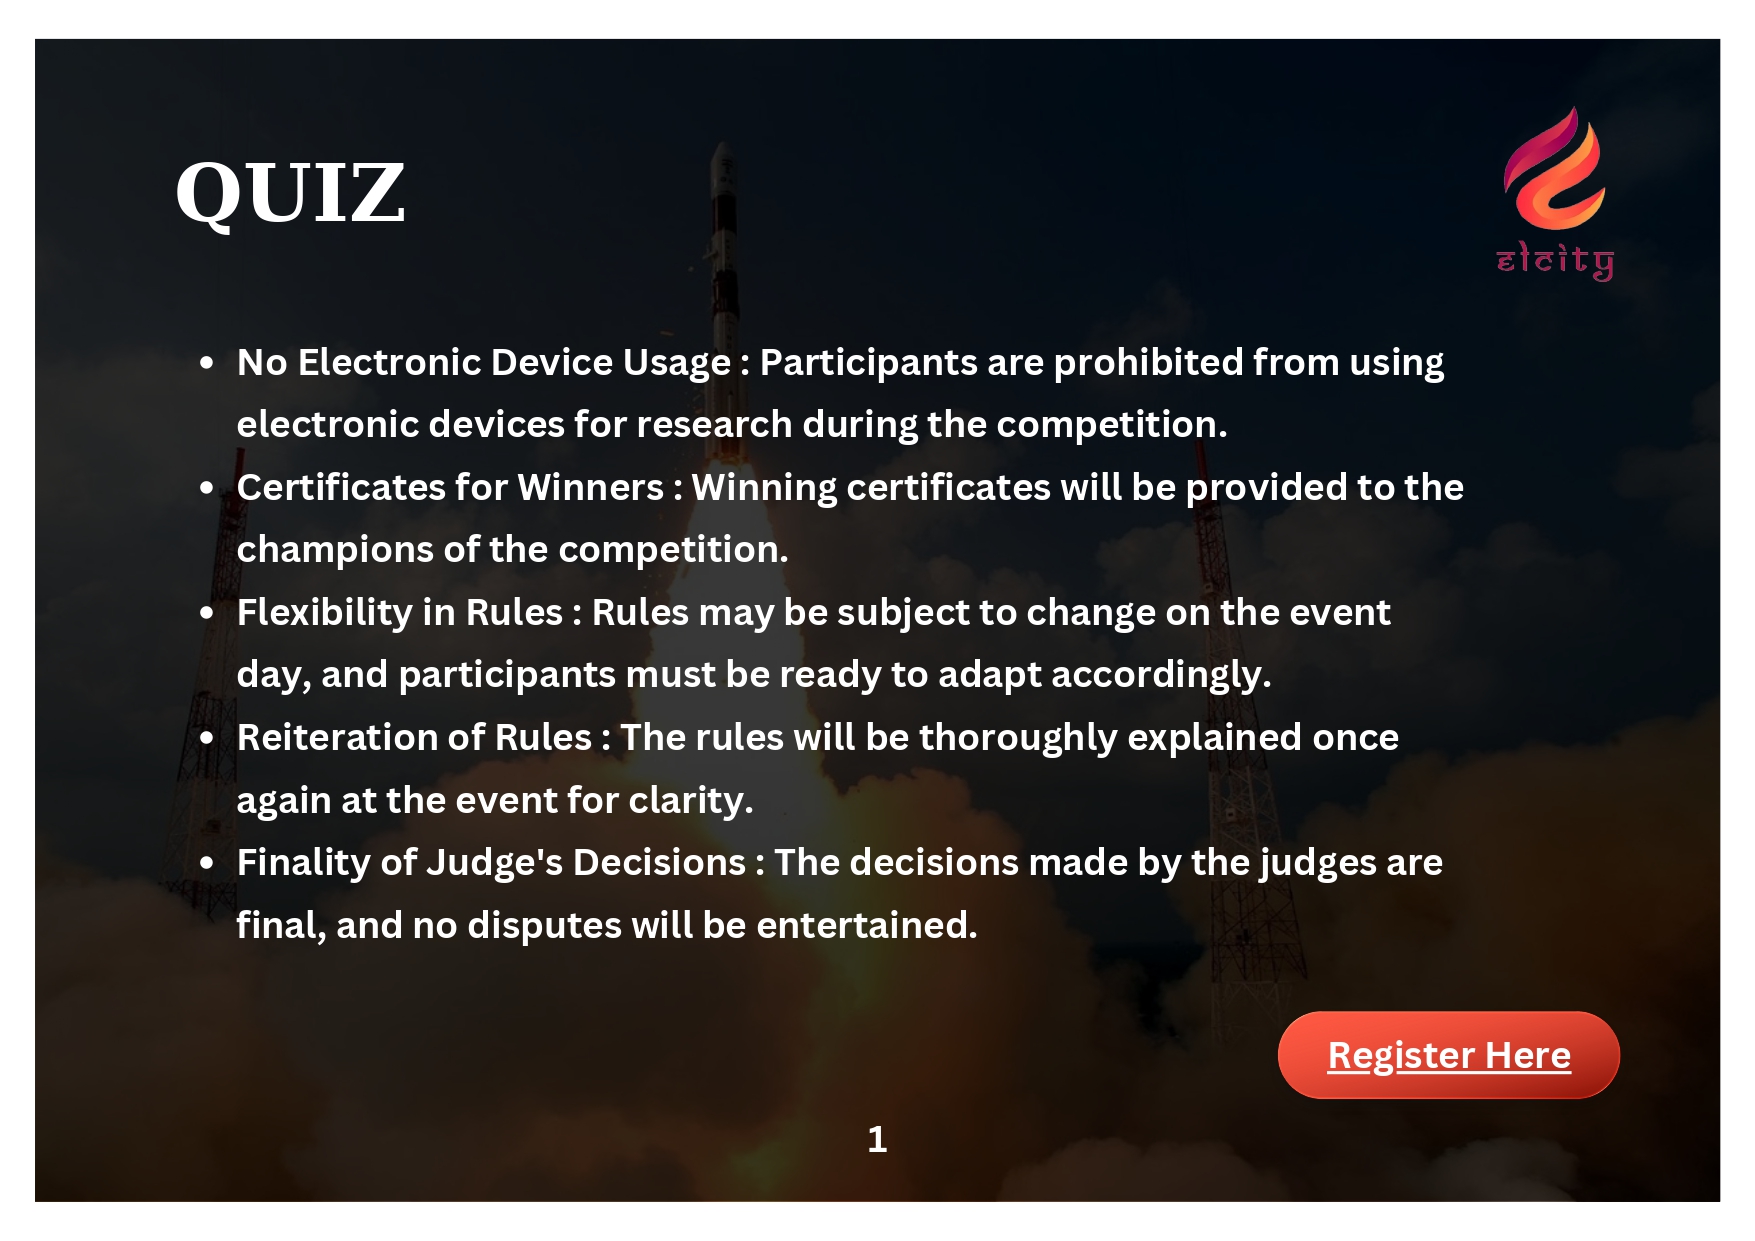 QUIZ
elcity
• No Electronic Device Usage : Participants are prohibited from using
electronic devices for research during the competition.
• Certificates for Winners : Winning certificates will be provided to the
champions of the competition.
• Flexibility in Rules : Rules may be subject to change on the event
day, and participants must be ready to adapt accordingly.
• Reiteration of Rules : The rules will be thoroughly explained once
again at the event for clarity.
• Finality of Judge's Decisions : The decisions made by the judges are
final, and no disputes will be entertained.
Register Here
1